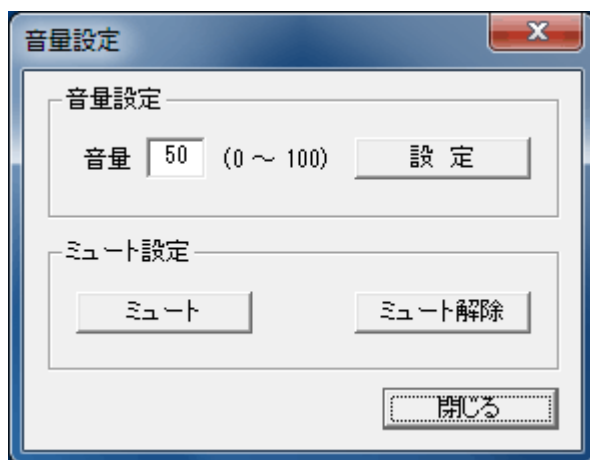 音量設定
音量設定
音量 50 (0 ～ 100) 設 定
ミュート設定
ミュート ミュート解除
閉じる